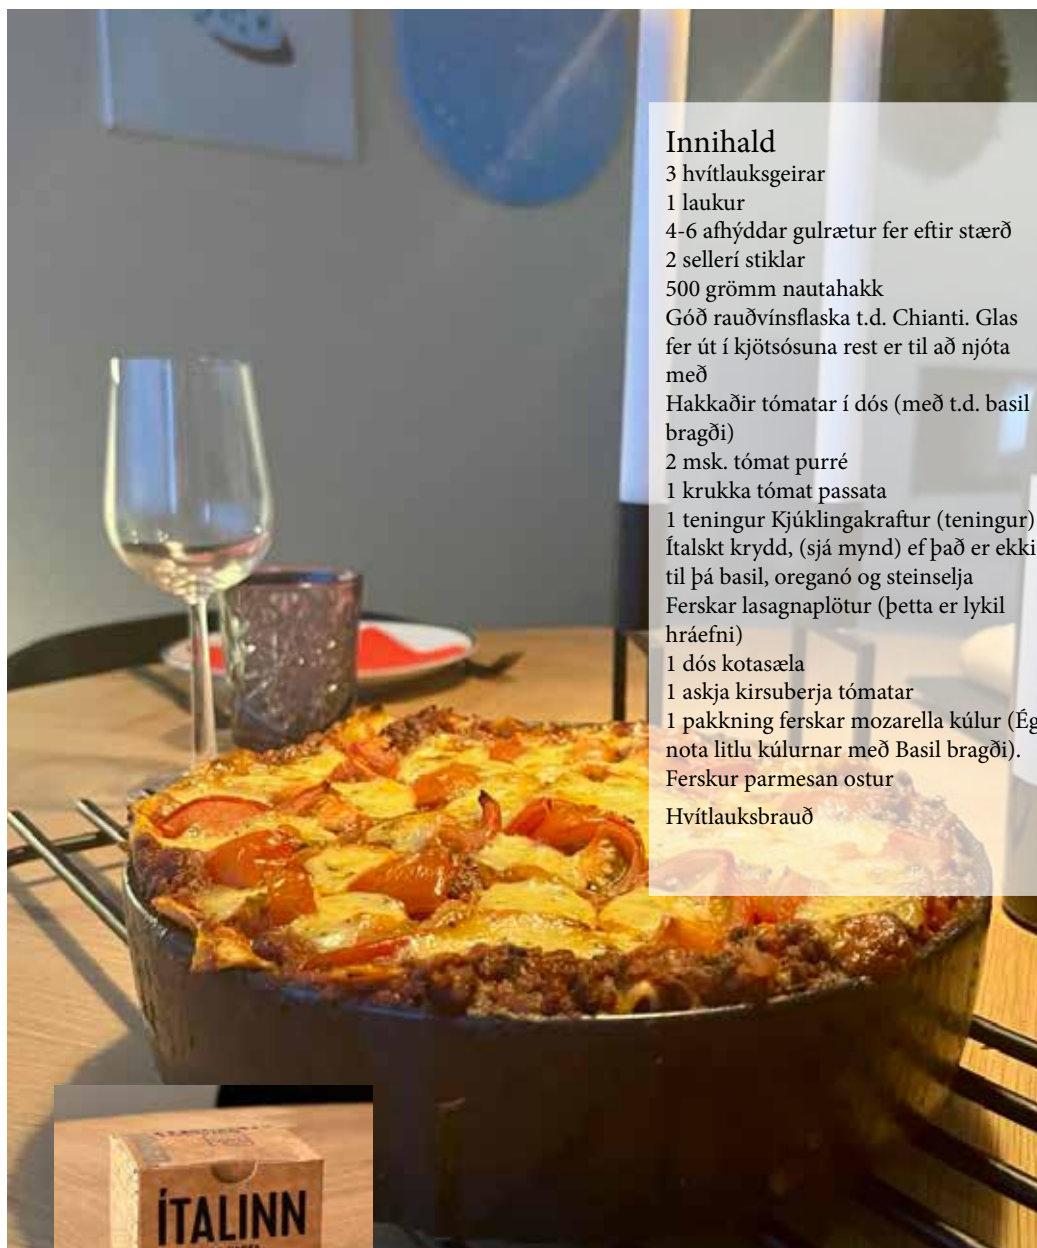 Innihald
3 hvítlauksgeirar
1 laukur
4-6 afhýddar gulrætur fer eftir stærð
2 sellerí stiklar
500 grömm nautahakk
Góð rauðvínsflaska t.d. Chianti. Glas
fer út í kjötsósuna rest er til að njóta
með
Hakkaðir tómatar í dós (með t.d. basil
bragði)
2 msk. tómat purré
1 krukka tómat passata
1 teningur Kjúklingakraftur (teningur)
Ítalskt krydd, (sjá mynd) ef það er ekki
til þá basil, oreganó og steinselja
Ferskar lasagnaplötur (þetta er lykil
hráefni)
1 dós kotasæla
1 askja kirsuberja tómatar
1 pakkning ferskar mozarella kúlur (Ég
nota litlu kúlurnar með Basil bragði).
Ferskur parmesan ostur
Hvítlauksbrauð
ÍTALINN